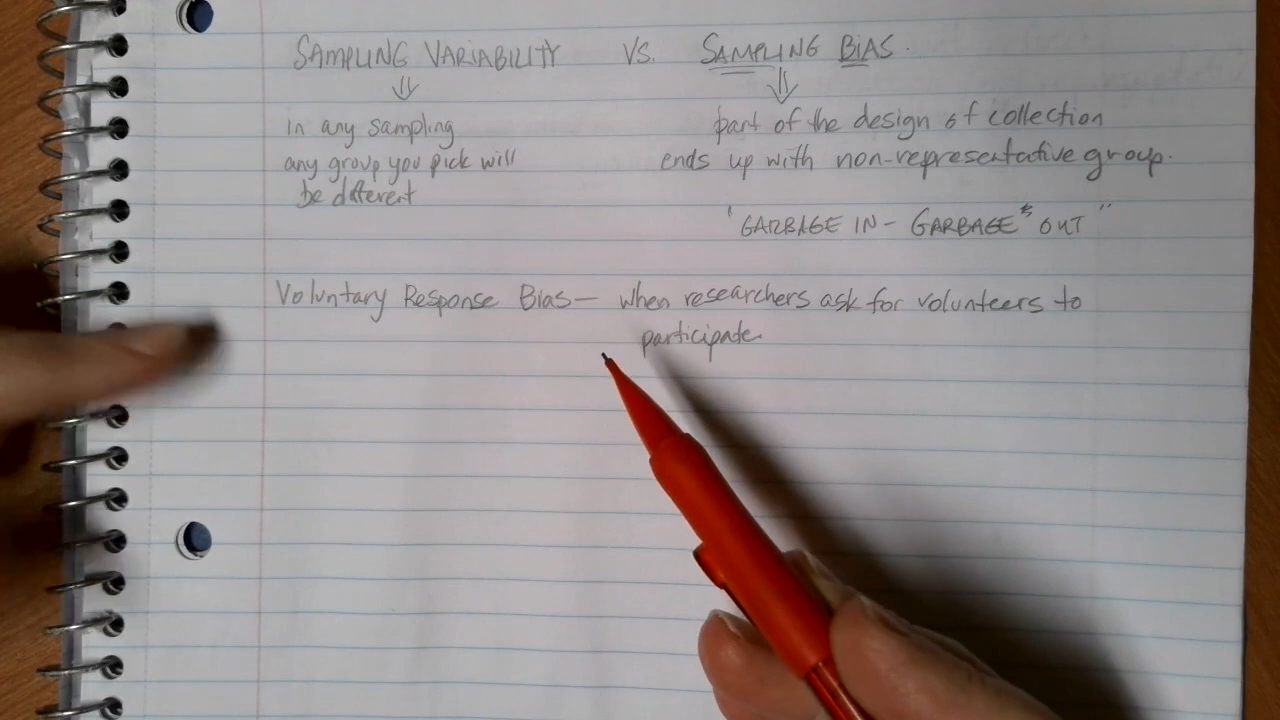 SAMPLING VARIABILITY VS. SAMPLING BIAS.
in any sampling
any group you pick will
be different
part of the design of collection
ends up with non-representative group.
"GARBAGE IN - GARBAGE OUT"
Voluntary Response Bias - when researchers ask for volunteers to
participate